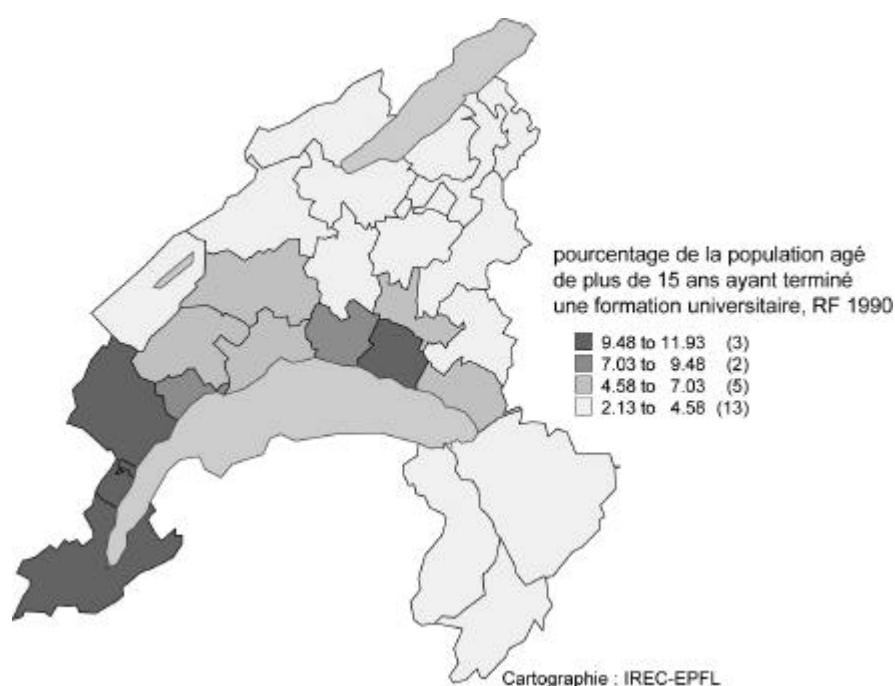 pourcentage de la population agé
de plus de 15 ans ayant terminé
une formation universitaire, RF 1990
9.48 to 11.93 (3)
7.03 to 9.48 (2)
4.58 to 7.03 (5)
2.13 to 4.58 (13)
Cartographie : IREC-EPFL